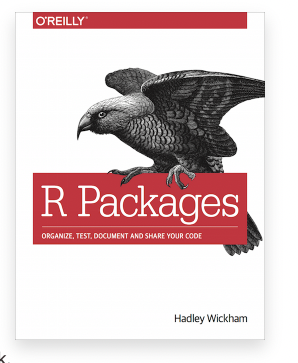 O'REILLY®
R Packages
ORGANIZE, TEST, DOCUMENT AND SHARE YOUR CODE
Hadley Wickham
k.